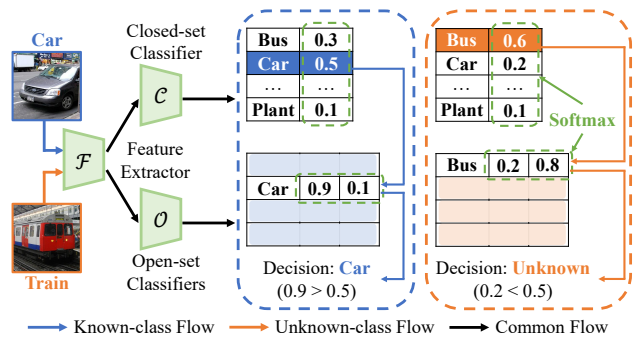 Car
Closed-set
Classifier
C
F
Feature
Extractor
O
Open-set
Classifiers
Train
Bus 0.3
Car 0.5
... ...
Plant 0.1
Car 0.9 0.1
Decision: Car
(0.9 > 0.5)
Bus 0.6
Car 0.2
... ...
Plant 0.1
Softmax
Bus 0.2 0.8
Decision: Unknown
(0.2 < 0.5)
Known-class Flow
Unknown-class Flow
Common Flow